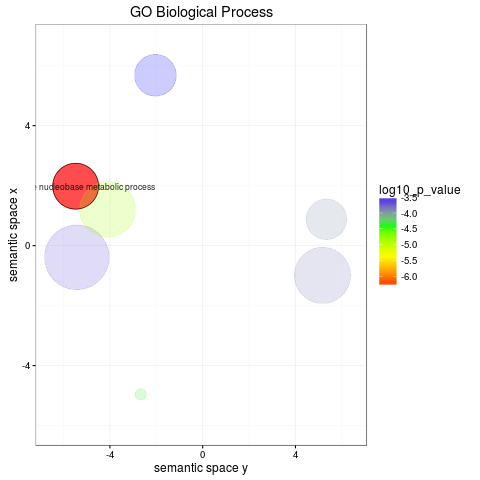 GO Biological Process
4
0
-4
semantic space x
nucleobase metabolic process
-4
0
4
semantic space y
log10_p_value
-3.5
-4.0
-4.5
-5.0
-5.5
-6.0